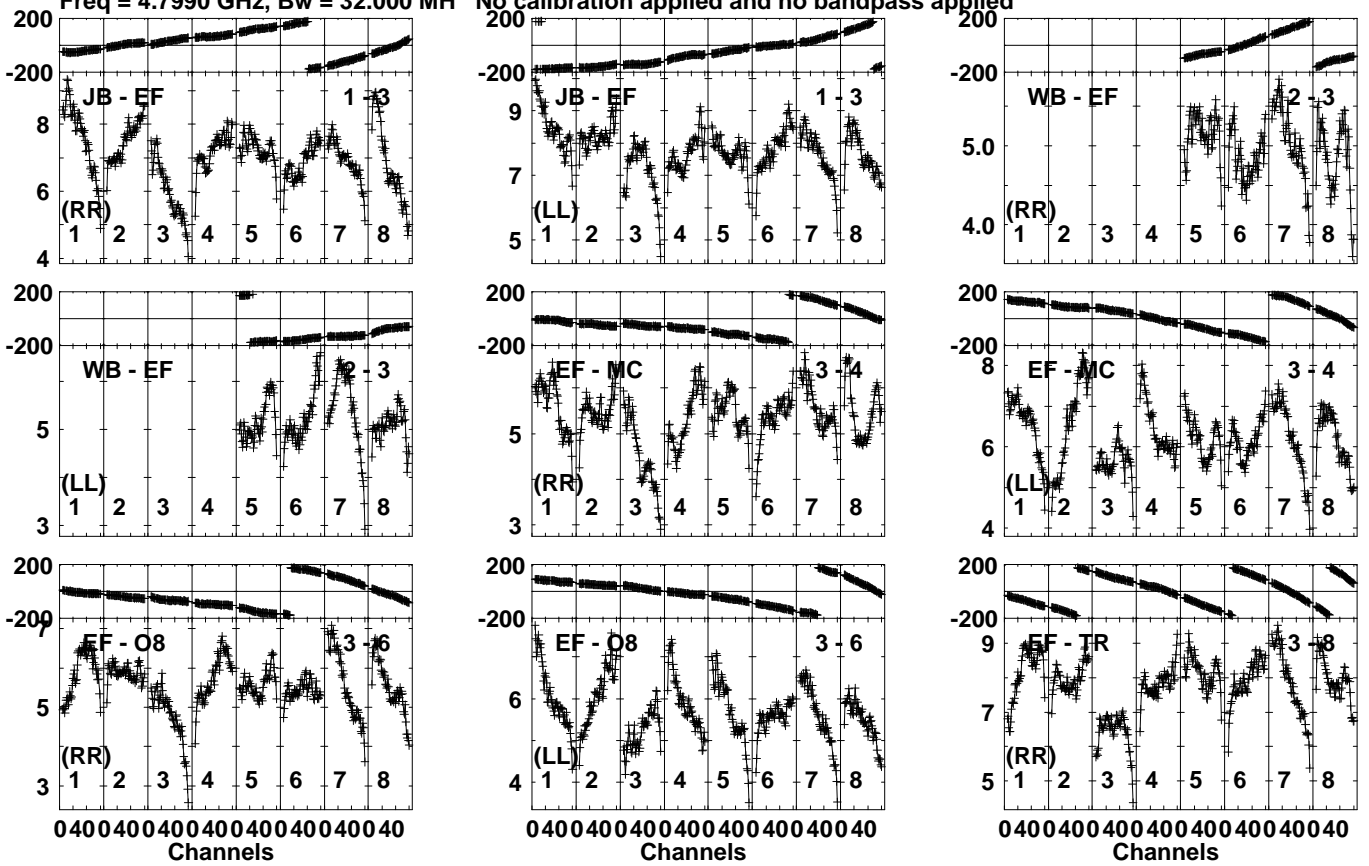 Freq = 4.7990 GHz, Bw = 32.000 MH   No calibration applied and no bandpass applied
200 200 200
-200 -200 -200
JB - EF 1 - 3 JB - EF 1 - 3 WB - EF 2 - 3
8 9 5.0
6 7 4.0
4 5
(RR) (LL) (RR)
1 2 3 4 5 6 7 8 1 2 3 4 5 6 7 8 1 2 3 4 5 6 7 8
200 200 200
-200 -200 -200
WB - EF 2 - 3 EF - MC 3 - 4 EF - MC 3 - 4
5 5 8
3 3 6
4
(LL) (RR) (LL)
1 2 3 4 5 6 7 8 1 2 3 4 5 6 7 8 1 2 3 4 5 6 7 8
200 200 200
-200 -200 -200
EF - O8 3 - 6 EF - O8 3 - 6 EF - TR 3 - 8
7 6 9
5 4 7
3 5
(RR) (LL) (RR)
1 2 3 4 5 6 7 8 1 2 3 4 5 6 7 8 1 2 3 4 5 6 7 8
0 40 0 40 0 40 0 40 0 40 0 40 0 40 0 40 0 40 0 40 0 40 0 40 0 40 0 40 0 40 0 40 0 40 0 40 0 40 0 40 0 40 0 40 0 40 0 40
Channels Channels Channels